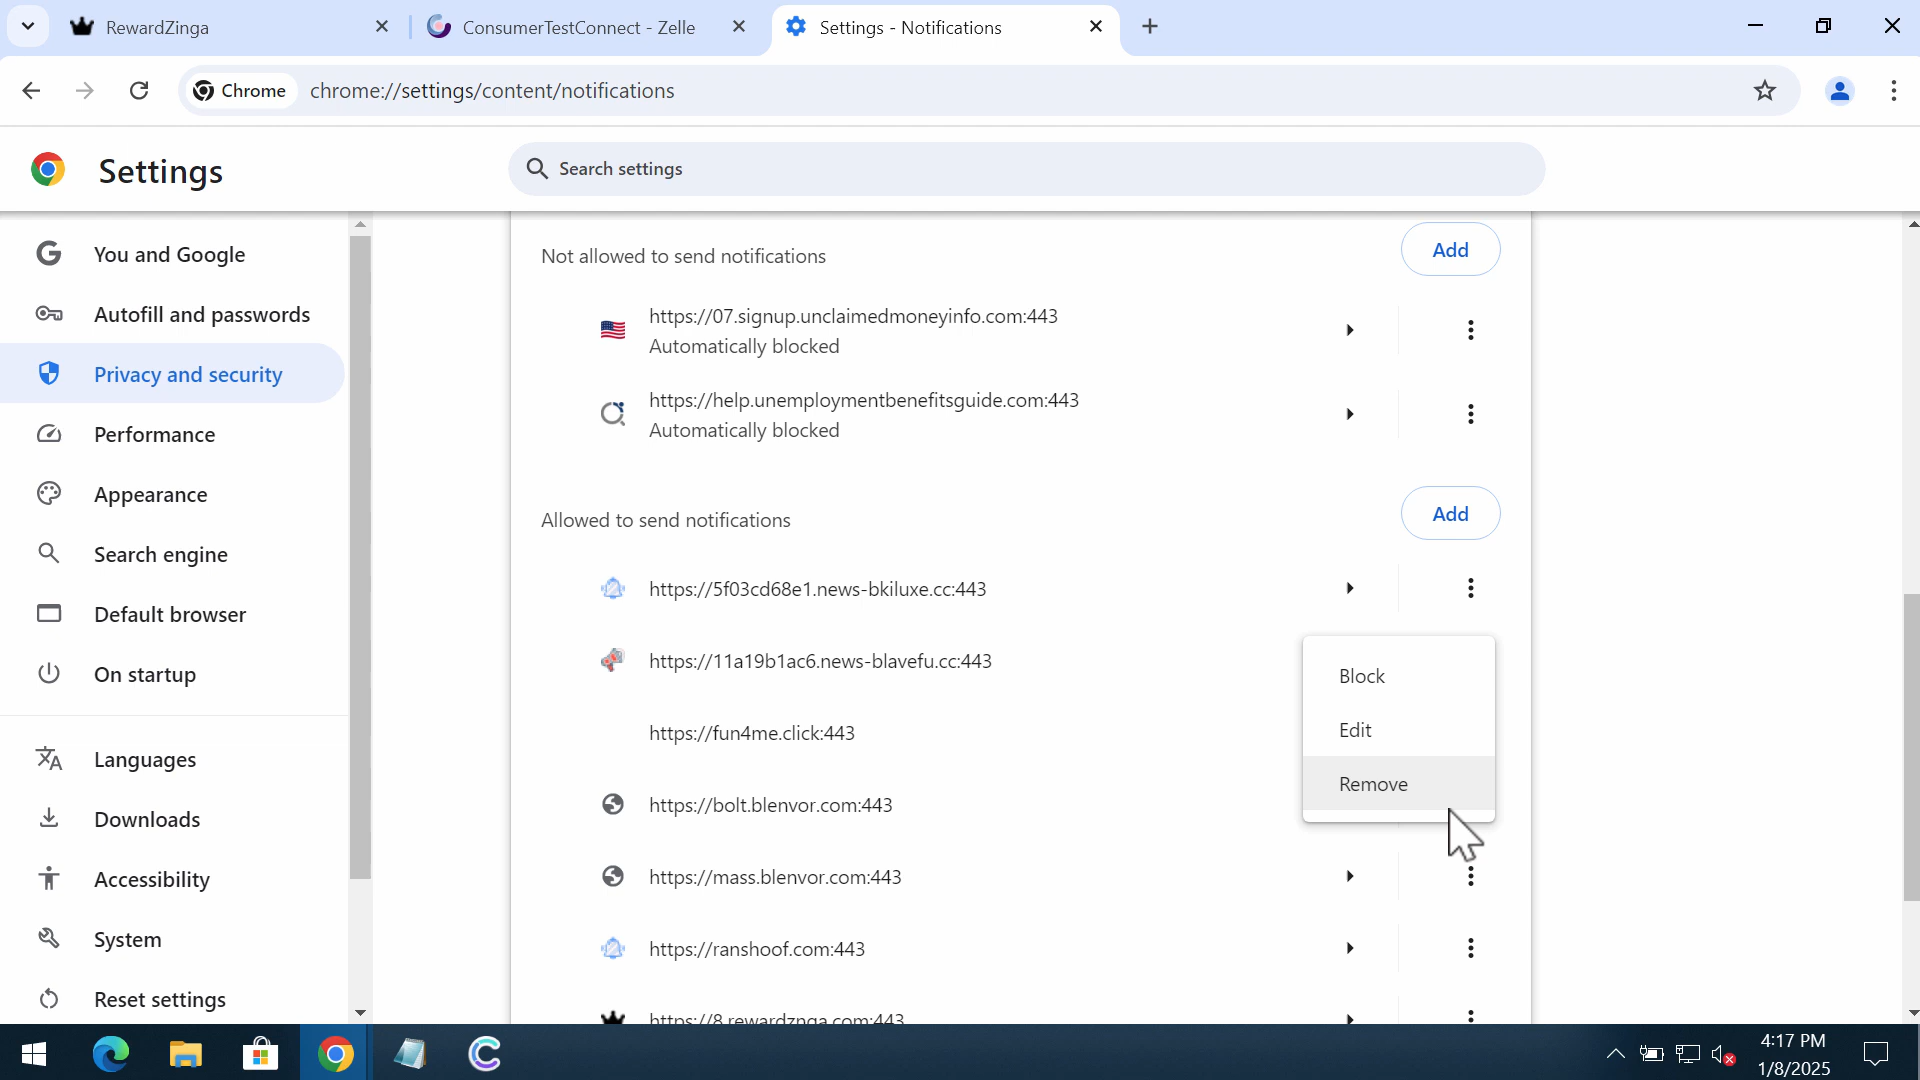 RewardZinga
ConsumerTestConnect - Zelle
Settings - Notifications
Chrome
chrome://settings/content/notifications
Settings
Search settings
You and Google
Autofill and passwords
Privacy and security
Performance
Appearance
Search engine
Default browser
On startup
Languages
Downloads
Accessibility
System
Reset settings
Not allowed to send notifications
Add
https://07.signup.unclaimedmoneyinfo.com:443
Automatically blocked
https://help.unemploymentbenefitsguide.com:443
Automatically blocked
Allowed to send notifications
Add
https://5f03cd68e1.news-bkiluxe.cc:443
https://11a19b1ac6.news-blavefu.cc:443
https://fun4me.click:443
https://bolt.blenvor.com:443
https://mass.blenvor.com:443
https://ranshoof.com:443
https://8.rewardznga.com:443
Block
Edit
Remove
4:17 PM
1/8/2025